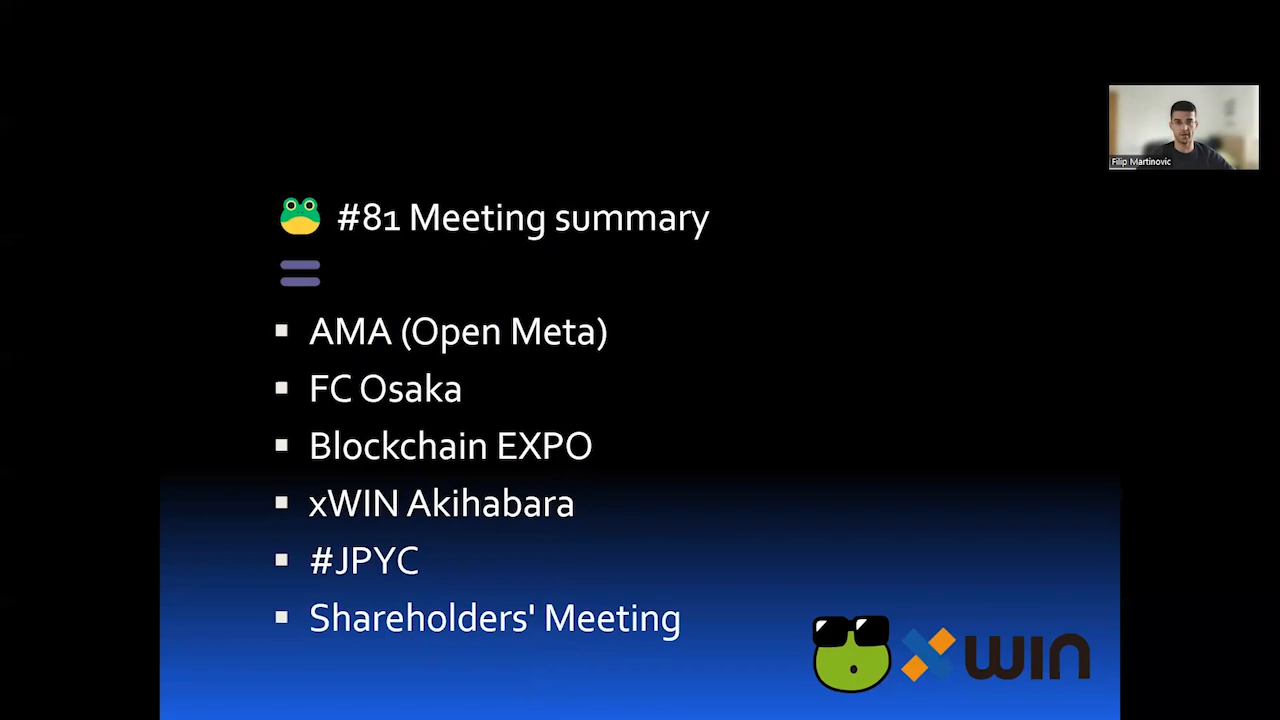 Filip Martinovic
#81 Meeting summary
AMA (Open Meta)
FC Osaka
Blockchain EXPO
xWIN Akihabara
#JPYC
Shareholders' Meeting
xWIN